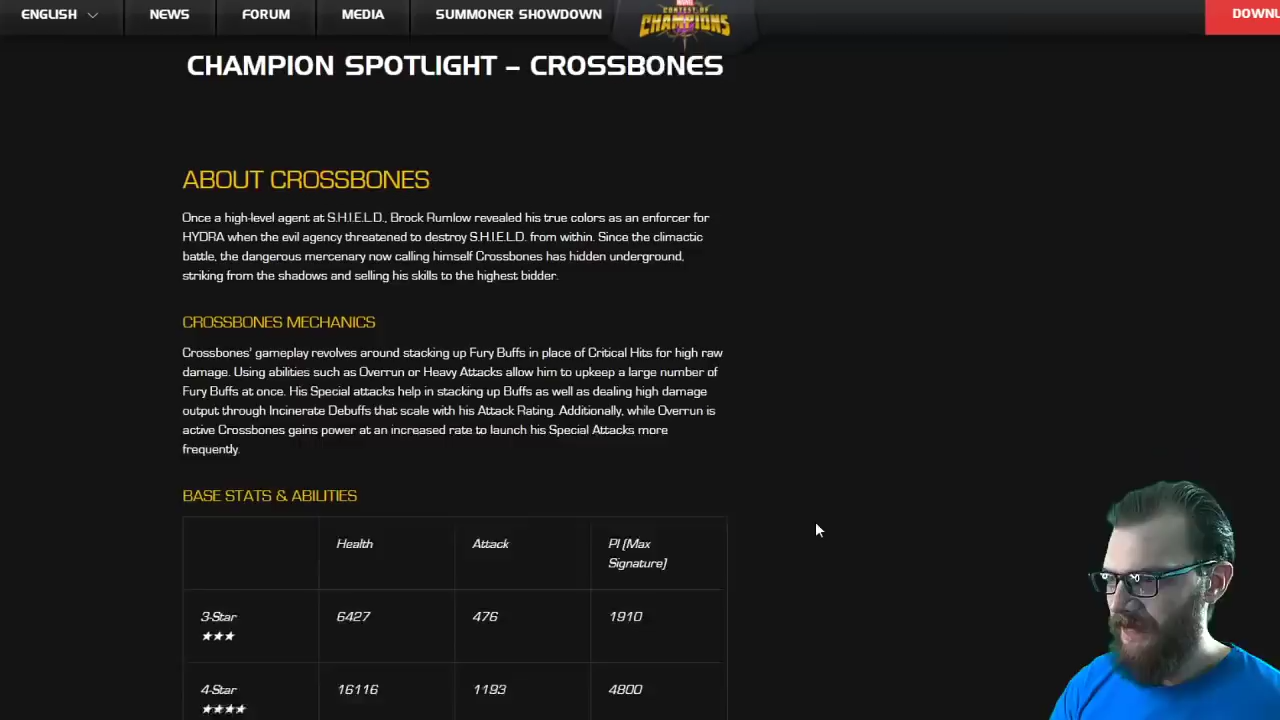 ENGLISH NEWS FORUM MEDIA SUMMONER SHOWDOWN
MARVEL
CONTEST OF
CHAMPIONS
CHAMPION SPOTLIGHT – CROSSBONES
ABOUT CROSSBONES
Once a high-level agent at S.H.I.E.L.D., Brock Rumlow revealed his true colors as an enforcer for
HYDRA when the evil agency threatened to destroy S.H.I.E.L.D. from within. Since the climactic
battle, the dangerous mercenary now calling himself Crossbones has hidden underground,
striking from the shadows and selling his skills to the highest bidder.
CROSSBONES MECHANICS
Crossbones' gameplay revolves around stacking up Fury Buffs in place of Critical Hits for high raw
damage. Using abilities such as Overrun or Heavy Attacks allow him to upkeep a large number of
Fury Buffs at once. His Special attacks help in stacking up Buffs as well as dealing high damage
output through Incinerate Debuffs that scale with his Attack Rating. Additionally, while Overrun is
active Crossbones gains power at an increased rate to launch his Special Attacks more
frequently.
BASE STATS & ABILITIES
Health Attack PI (Max
Signature)
3-Star 6427 476 1910
★★★
4-Star 16116 1193 4800
★★★★